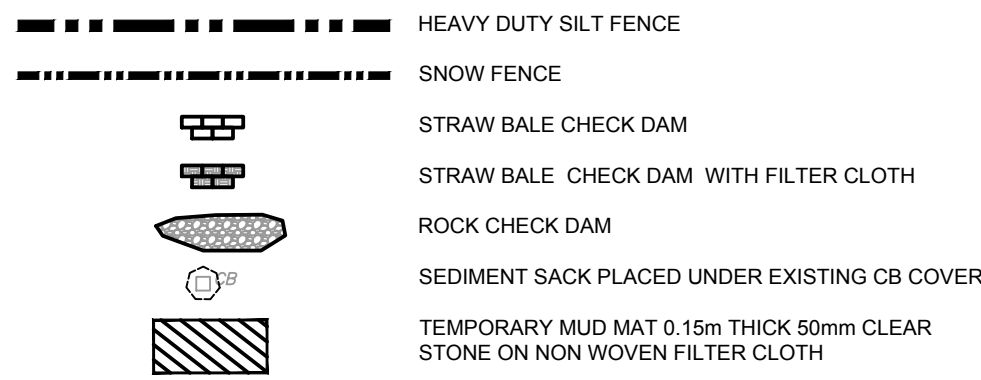 HEAVY DUTY SILT FENCE
SNOW FENCE
STRAW BALE CHECK DAM
STRAW BALE CHECK DAM WITH FILTER CLOTH
ROCK CHECK DAM
CB
SEDIMENT SACK PLACED UNDER EXISTING CB COVER
TEMPORARY MUD MAT 0.15m THICK 50mm CLEAR
STONE ON NON WOVEN FILTER CLOTH